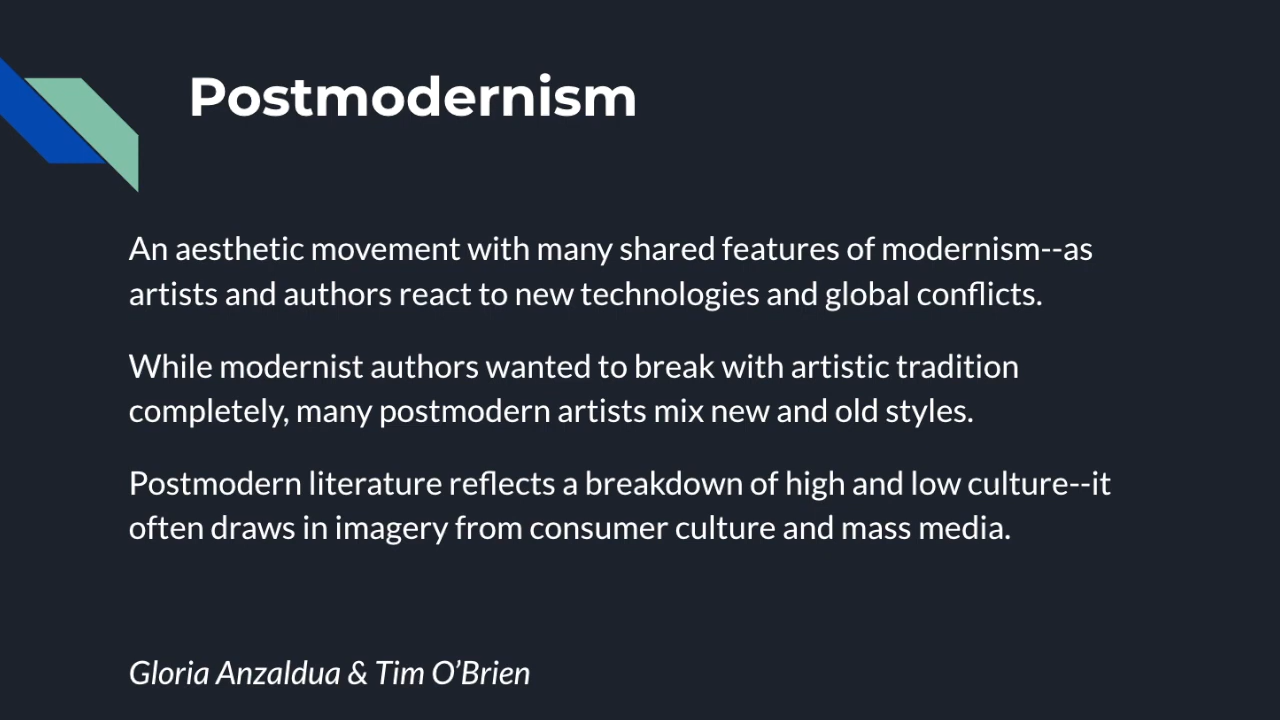 Postmodernism
An aesthetic movement with many shared features of modernism--as
artists and authors react to new technologies and global conflicts.
While modernist authors wanted to break with artistic tradition
completely, many postmodern artists mix new and old styles.
Postmodern literature reflects a breakdown of high and low culture--it
often draws in imagery from consumer culture and mass media.
Gloria Anzaldua & Tim O’Brien